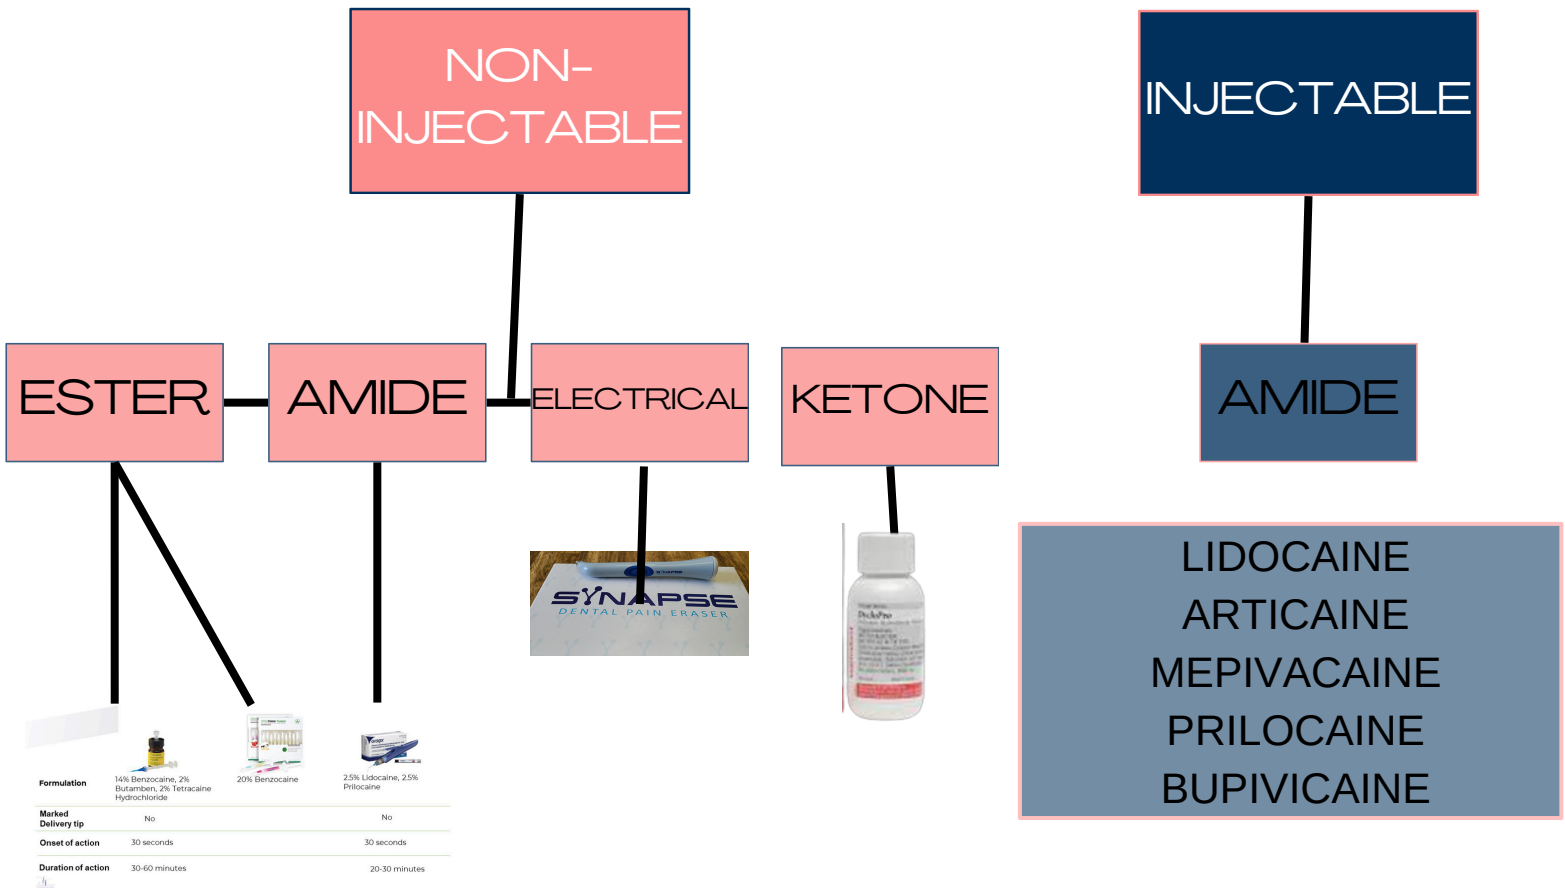 NON-
INJECTABLE
INJECTABLE
ESTER
AMIDE
ELECTRICAL
KETONE
AMIDE
SYNAPSE
DENTAL PAIN ERASER
DycloPro
LIDOCAINE
ARTICAINE
MEPIVACAINE
PRILOCAINE
BUPIVICAINE
Formulation
14% Benzocaine, 2%
Butamben, 2% Tetracaine
Hydrochloride
20% Benzocaine
2.5% Lidocaine, 2.5%
Prilocaine
Marked
Delivery tip
No
No
Onset of action
30 seconds
30 seconds
Duration of action
30-60 minutes
20-30 minutes